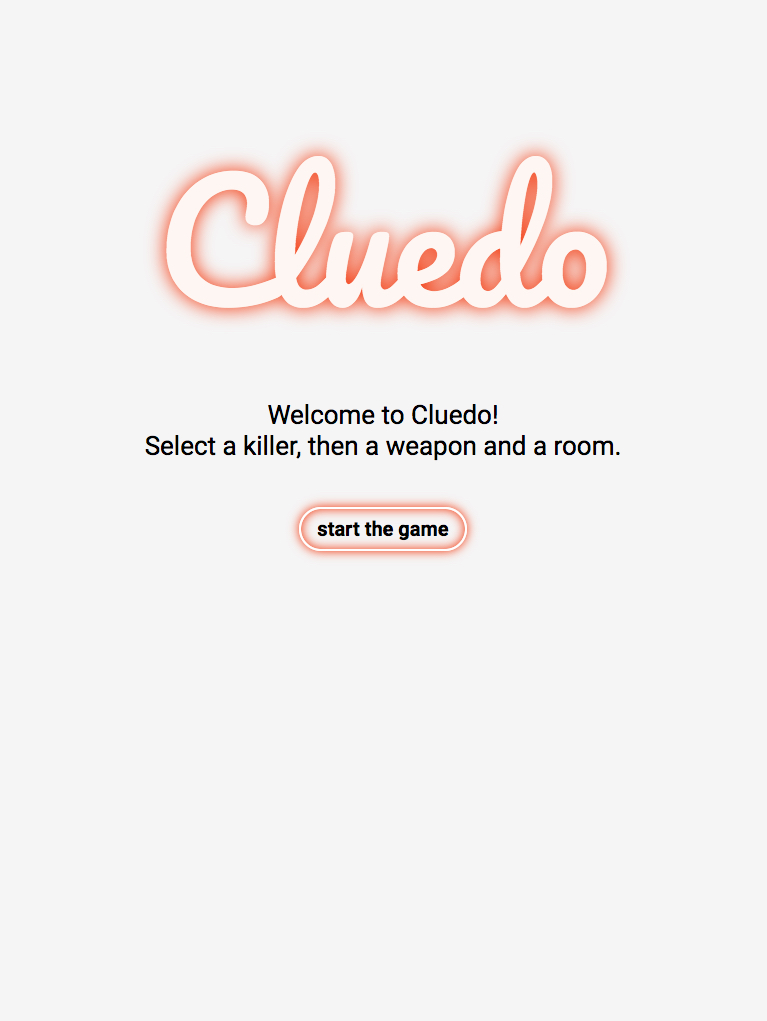 Cluedo
Welcome to Cluedo!
Select a killer, then a weapon and a room.
start the game